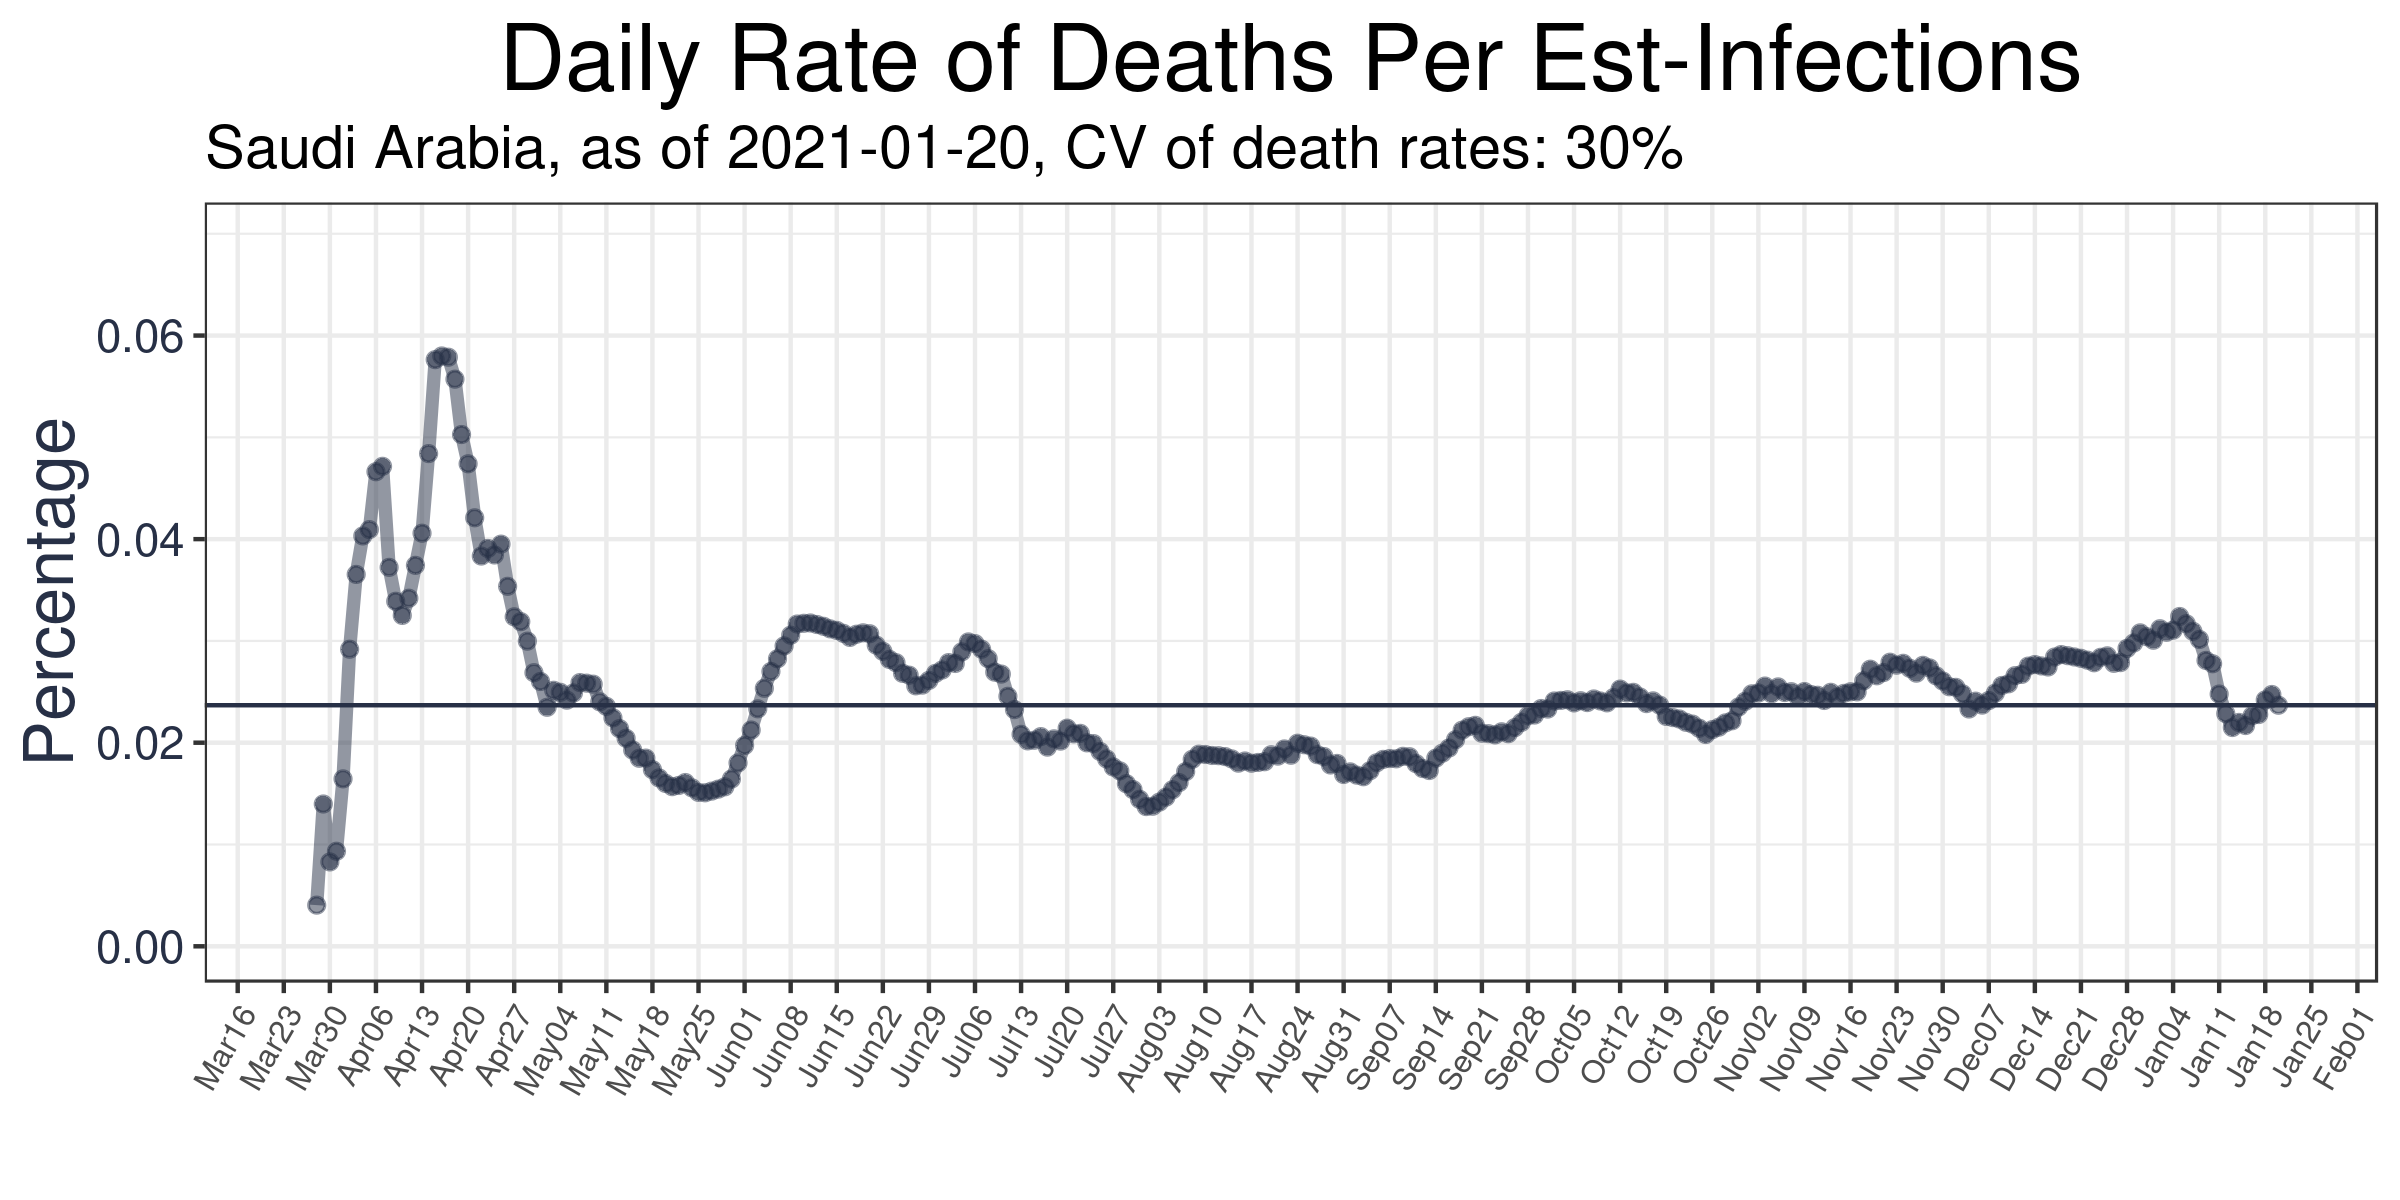 Daily Rate of Deaths Per Est-Infections
Saudi Arabia, as of 2021-01-20, CV of death rates: 30%
Percentage
0.06
0.04
0.02
0.00
Mar16
Mar23
Mar30
Apr06
Apr13
Apr20
Apr27
May04
May11
May18
May25
Jun01
Jun08
Jun15
Jun22
Jun29
Jul06
Jul13
Jul20
Jul27
Aug03
Aug10
Aug17
Aug24
Aug31
Sep07
Sep14
Sep21
Sep28
Oct05
Oct12
Oct19
Oct26
Nov02
Nov09
Nov16
Nov23
Nov30
Dec07
Dec14
Dec21
Dec28
Jan04
Jan11
Jan18
Jan25
Feb01